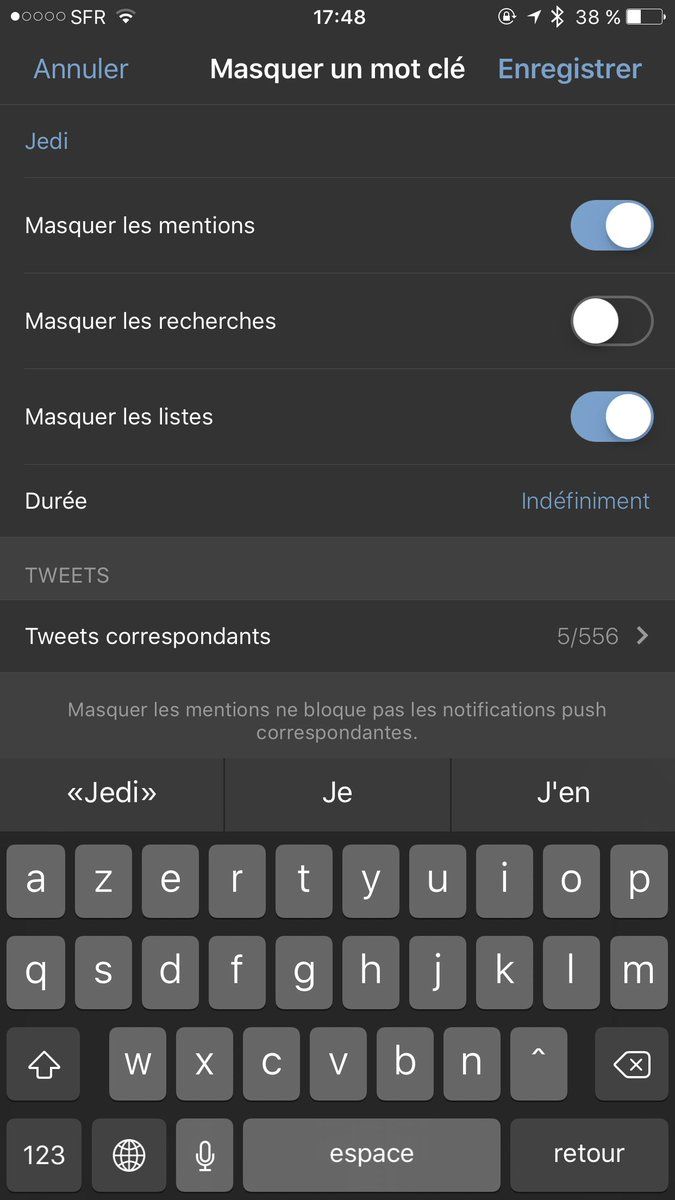 SFR 17:48 38 %
Annuler Masquer un mot clé Enregistrer
Jedi
Masquer les mentions
Masquer les recherches
Masquer les listes
Durée Indéfiniment
TWEETS
Tweets correspondants 5/556
Masquer les mentions ne bloque pas les notifications push
correspondantes.
«Jedi» Je J'en
a z e r t y u i o p
q s d f g h j k l m
w x c v b n ^
123 espace retour